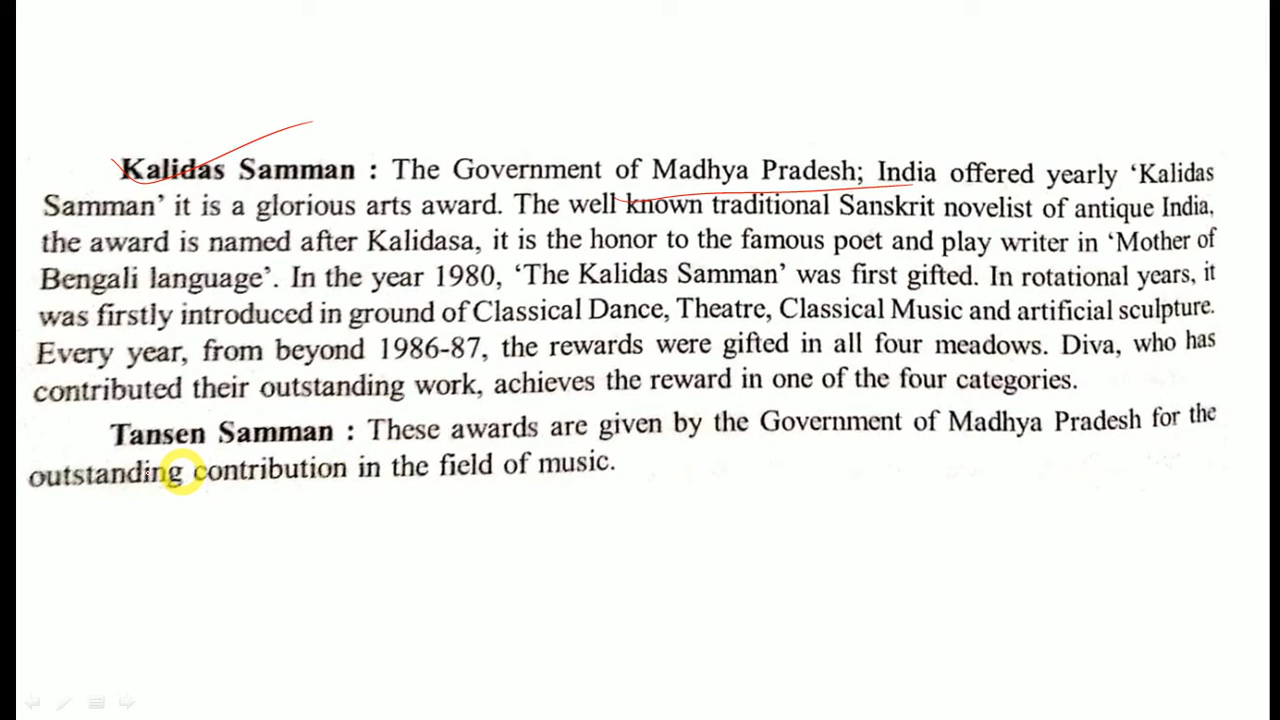 Kalidas Samman : The Government of Madhya Pradesh; India offered yearly ‘Kalidas
Samman’ it is a glorious arts award. The well known traditional Sanskrit novelist of antique India,
the award is named after Kalidasa, it is the honor to the famous poet and play writer in ‘Mother of
Bengali language’. In the year 1980, ‘The Kalidas Samman’ was first gifted. In rotational years, it
was firstly introduced in ground of Classical Dance, Theatre, Classical Music and artificial sculpture.
Every year, from beyond 1986-87, the rewards were gifted in all four meadows. Diva, who has
contributed their outstanding work, achieves the reward in one of the four categories.
Tansen Samman : These awards are given by the Government of Madhya Pradesh for the
outstanding contribution in the field of music.